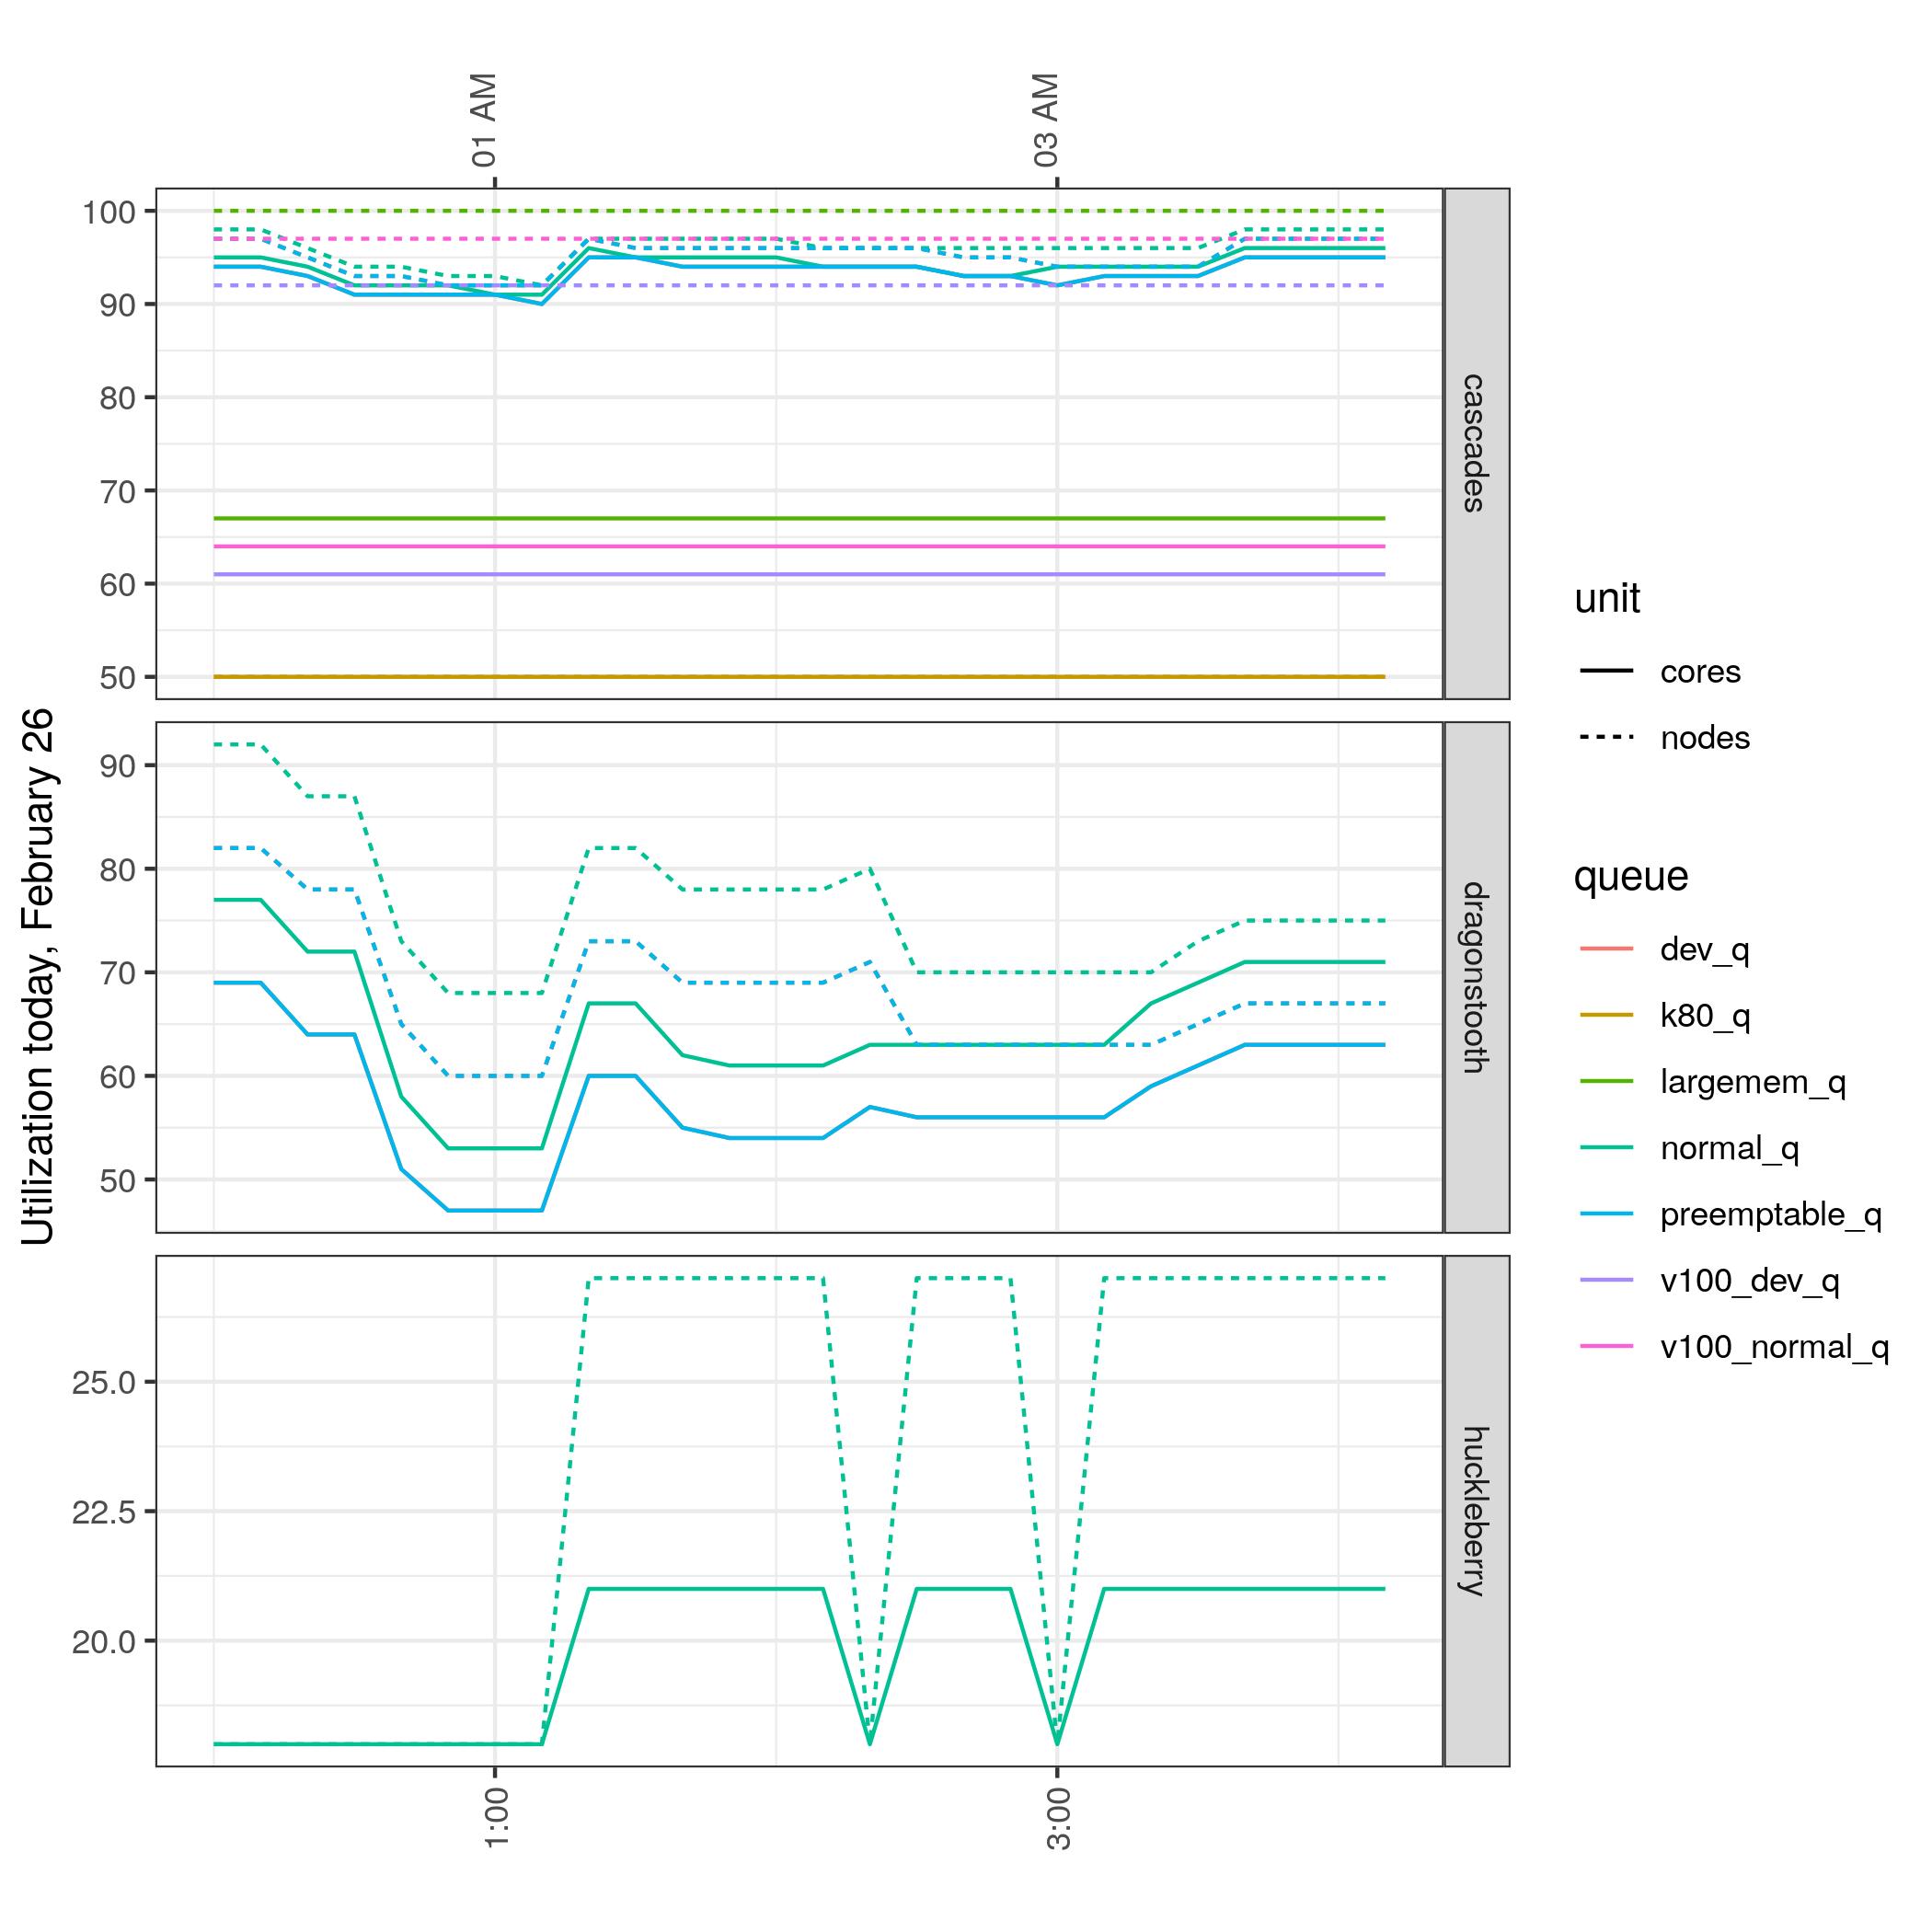 01 AM
03 AM
100
90
80
70
60
50
cascades
90
80
70
60
50
dragonstooth
25.0
22.5
20.0
huckleberry
1:00
3:00
Utilization today, February 26
unit
cores
nodes
queue
dev_q
k80_q
largemem_q
normal_q
preemptable_q
v100_dev_q
v100_normal_q